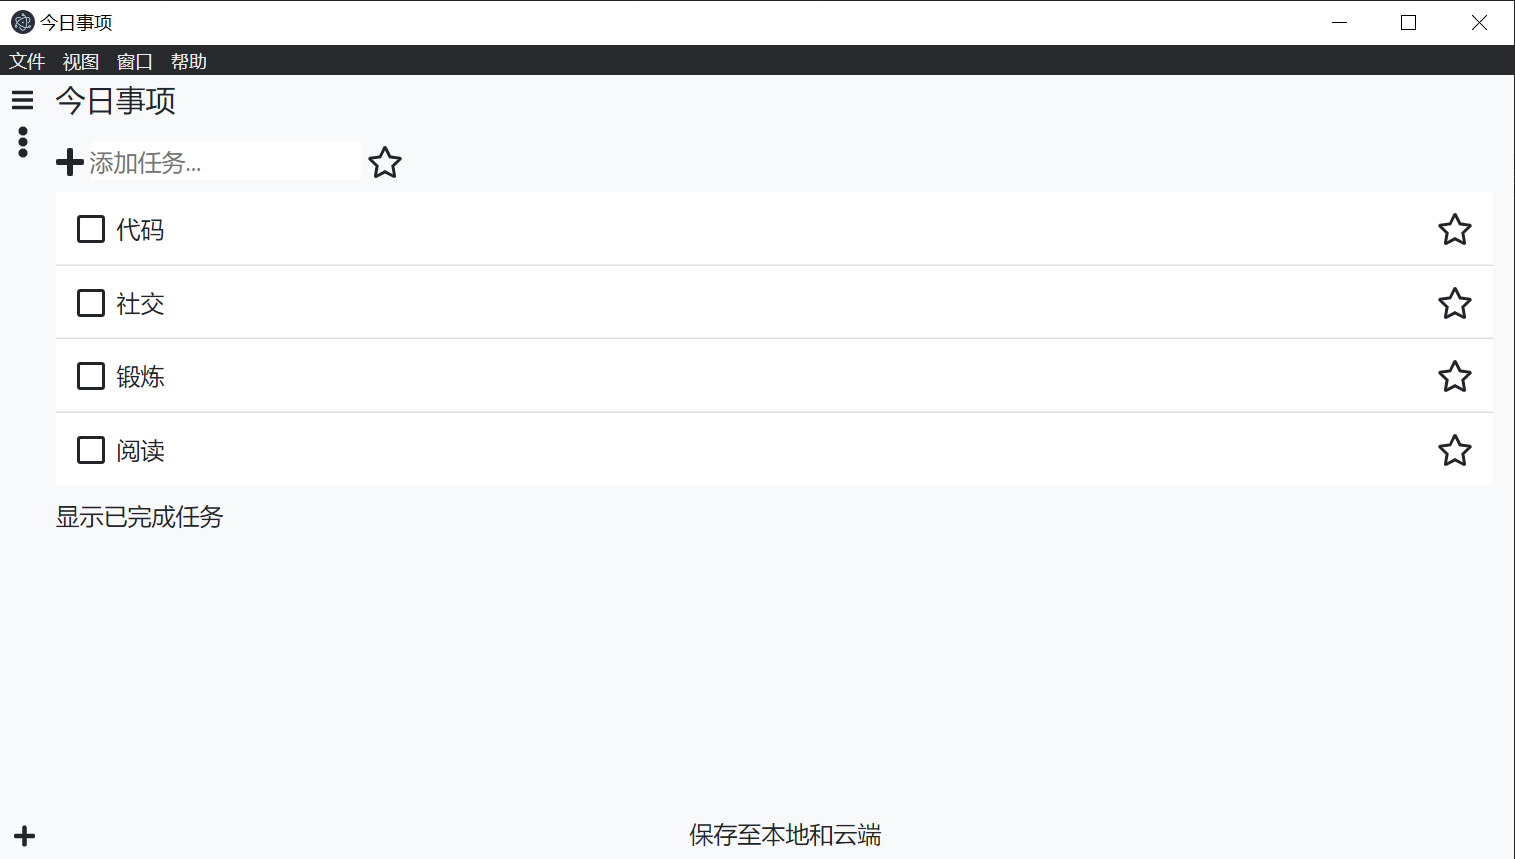 今日事项
文件 视图 窗口 帮助
今日事项
添加任务...
代码
社交
锻炼
阅读
显示已完成任务
保存至本地和云端